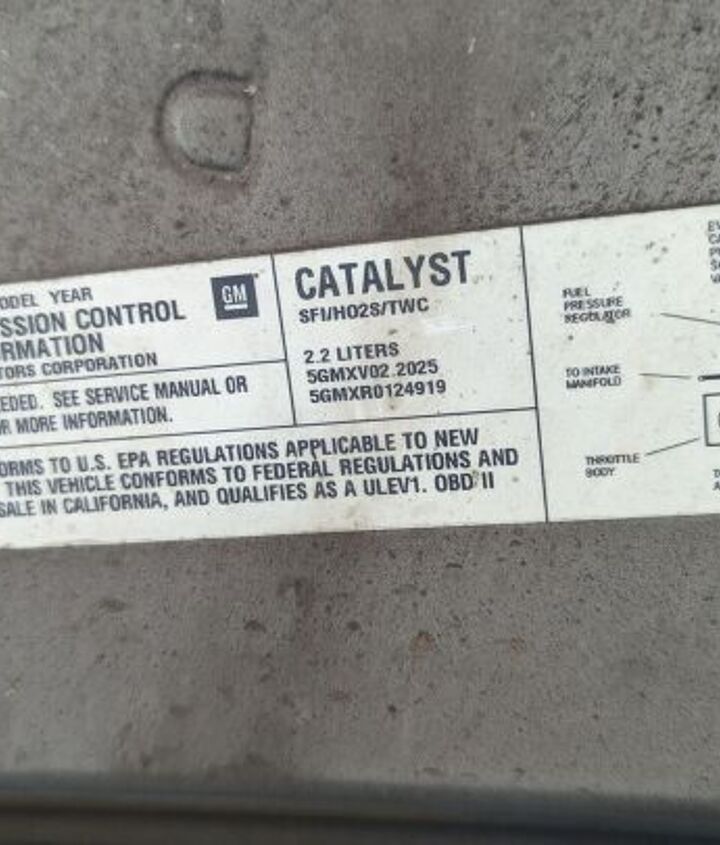 ODEL YEAR
SSION CONTROL
RMATION
TORS CORPORATION
GM
EDED. SEE SERVICE MANUAL OR
R MORE INFORMATION.
CATALYST
SFI/HO2S/TWC
2.2 LITERS
5GMXV02.2025
5GMXR0124919
ORMS TO U.S. EPA REGULATIONS APPLICABLE TO NEW
THIS VEHICLE CONFORMS TO FEDERAL REGULATIONS AND
SALE IN CALIFORNIA, AND QUALIFIES AS A ULEV1. OBD II
FUEL
PRESSURE
REGULATOR
TO INTAKE
MANIFOLD
THROTTLE
BODY